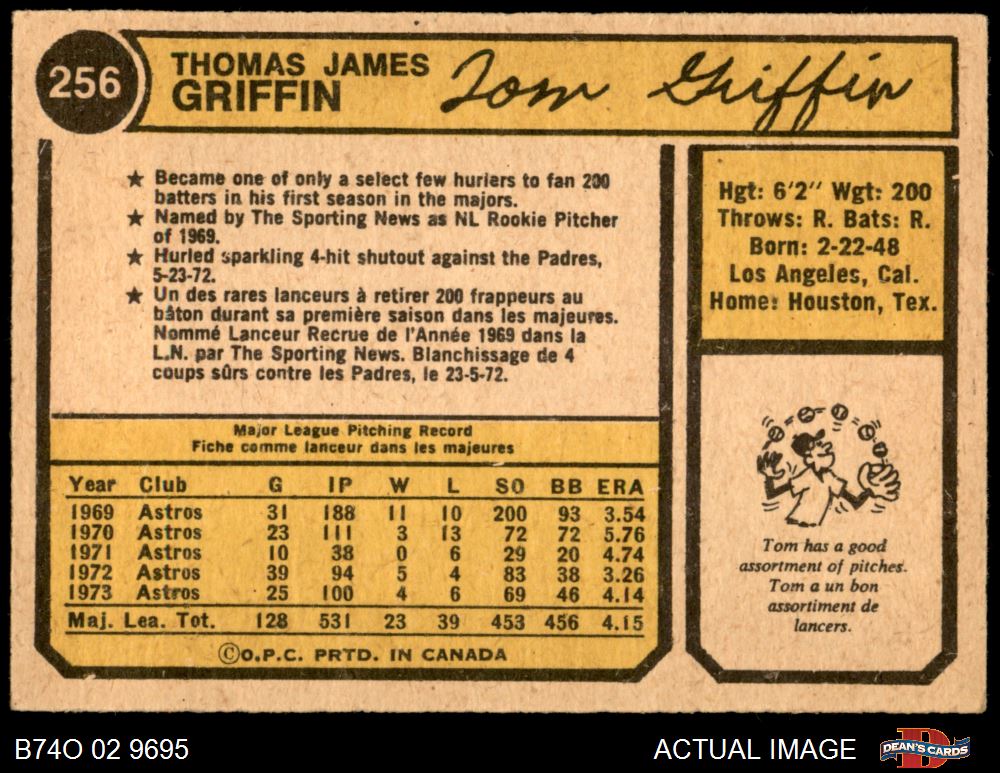 256
THOMAS JAMES
GRIFFIN
Tom Griffin
★ Became one of only a select few hurlers to fan 200
batters in his first season in the majors.
★ Named by The Sporting News as NL Rookie Pitcher
of 1969.
★ Hurled sparkling 4-hit shutout against the Padres,
5-23-72.
★ Un des rares lanceurs à retirer 200 frappeurs au
bâton durant sa première saison dans les majeures.
Nommé Lanceur Recrue de l'Année 1969 dans la
L.N. par The Sporting News. Blanchissage de 4
coups sûrs contre les Padres, le 23-5-72.
Hgt: 6'2" Wgt: 200
Throws: R. Bats: R.
Born: 2-22-48
Los Angeles, Cal.
Home: Houston, Tex.
Major League Pitching Record
Fiche comme lanceur dans les majeures
Year Club G IP W L SO BB ERA
1969 Astros 31 188 11 10 200 93 3.54
1970 Astros 23 111 3 13 72 72 5.76
1971 Astros 10 38 0 6 29 20 4.74
1972 Astros 39 94 5 4 83 38 3.26
1973 Astros 25 100 4 6 69 46 4.14
Maj. Lea. Tot. 128 531 23 39 453 456 4.15
©O.P.C. PRTD. IN CANADA
Tom has a good
assortment of pitches.
Tom a un bon
assortiment de
lancers.
B74O 02 9695
ACTUAL IMAGE
DEAN'S CARDS